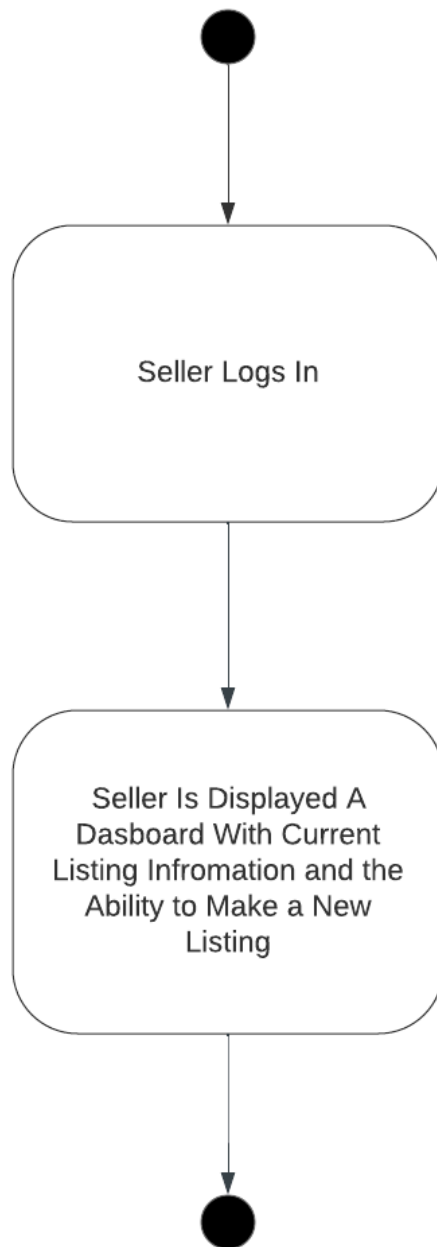 Seller Logs In
Seller Is Displayed A
Dasboard With Current
Listing Infromation and the
Ability to Make a New
Listing